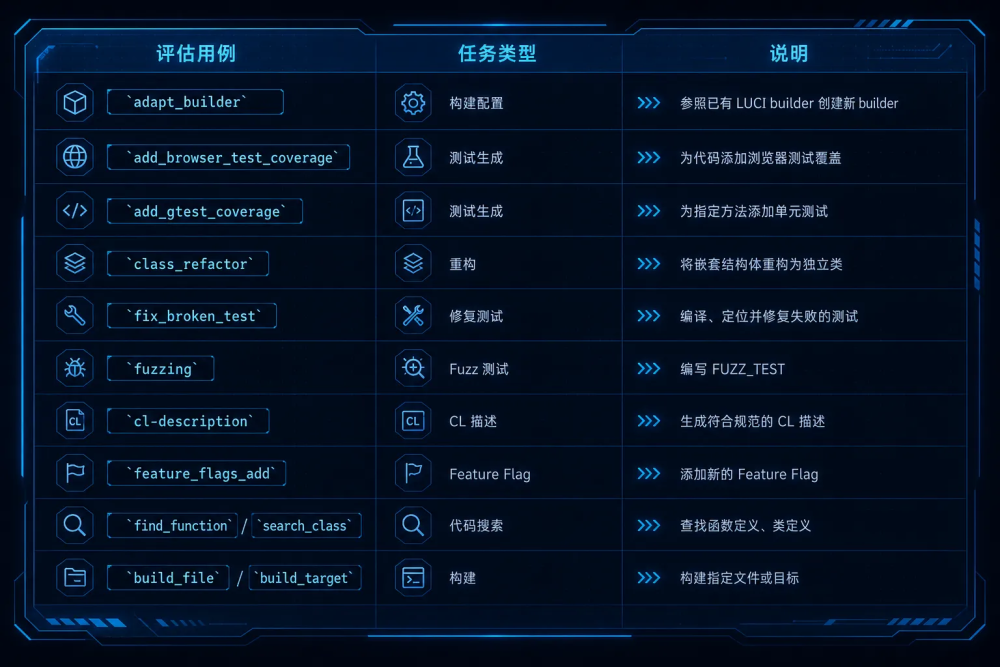 评估用例 任务类型 说明
`adapt_builder` 构建配置 参照已有 LUCI builder 创建新 builder
`add_browser_test_coverage` 测试生成 为代码添加浏览器测试覆盖
`add_gtest_coverage` 测试生成 为指定方法添加单元测试
`class_refactor` 重构 将嵌套结构体重构为独立类
`fix_broken_test` 修复测试 编译、定位并修复失败的测试
`fuzzing` Fuzz 测试 编写 FUZZ_TEST
CL `cl-description` CL CL 描述 生成符合规范的 CL 描述
`feature_flags_add` Feature Flag 添加新的 Feature Flag
`find_function` / `search_class` 代码搜索 查找函数定义、类定义
`build_file` / `build_target` 构建 构建指定文件或目标